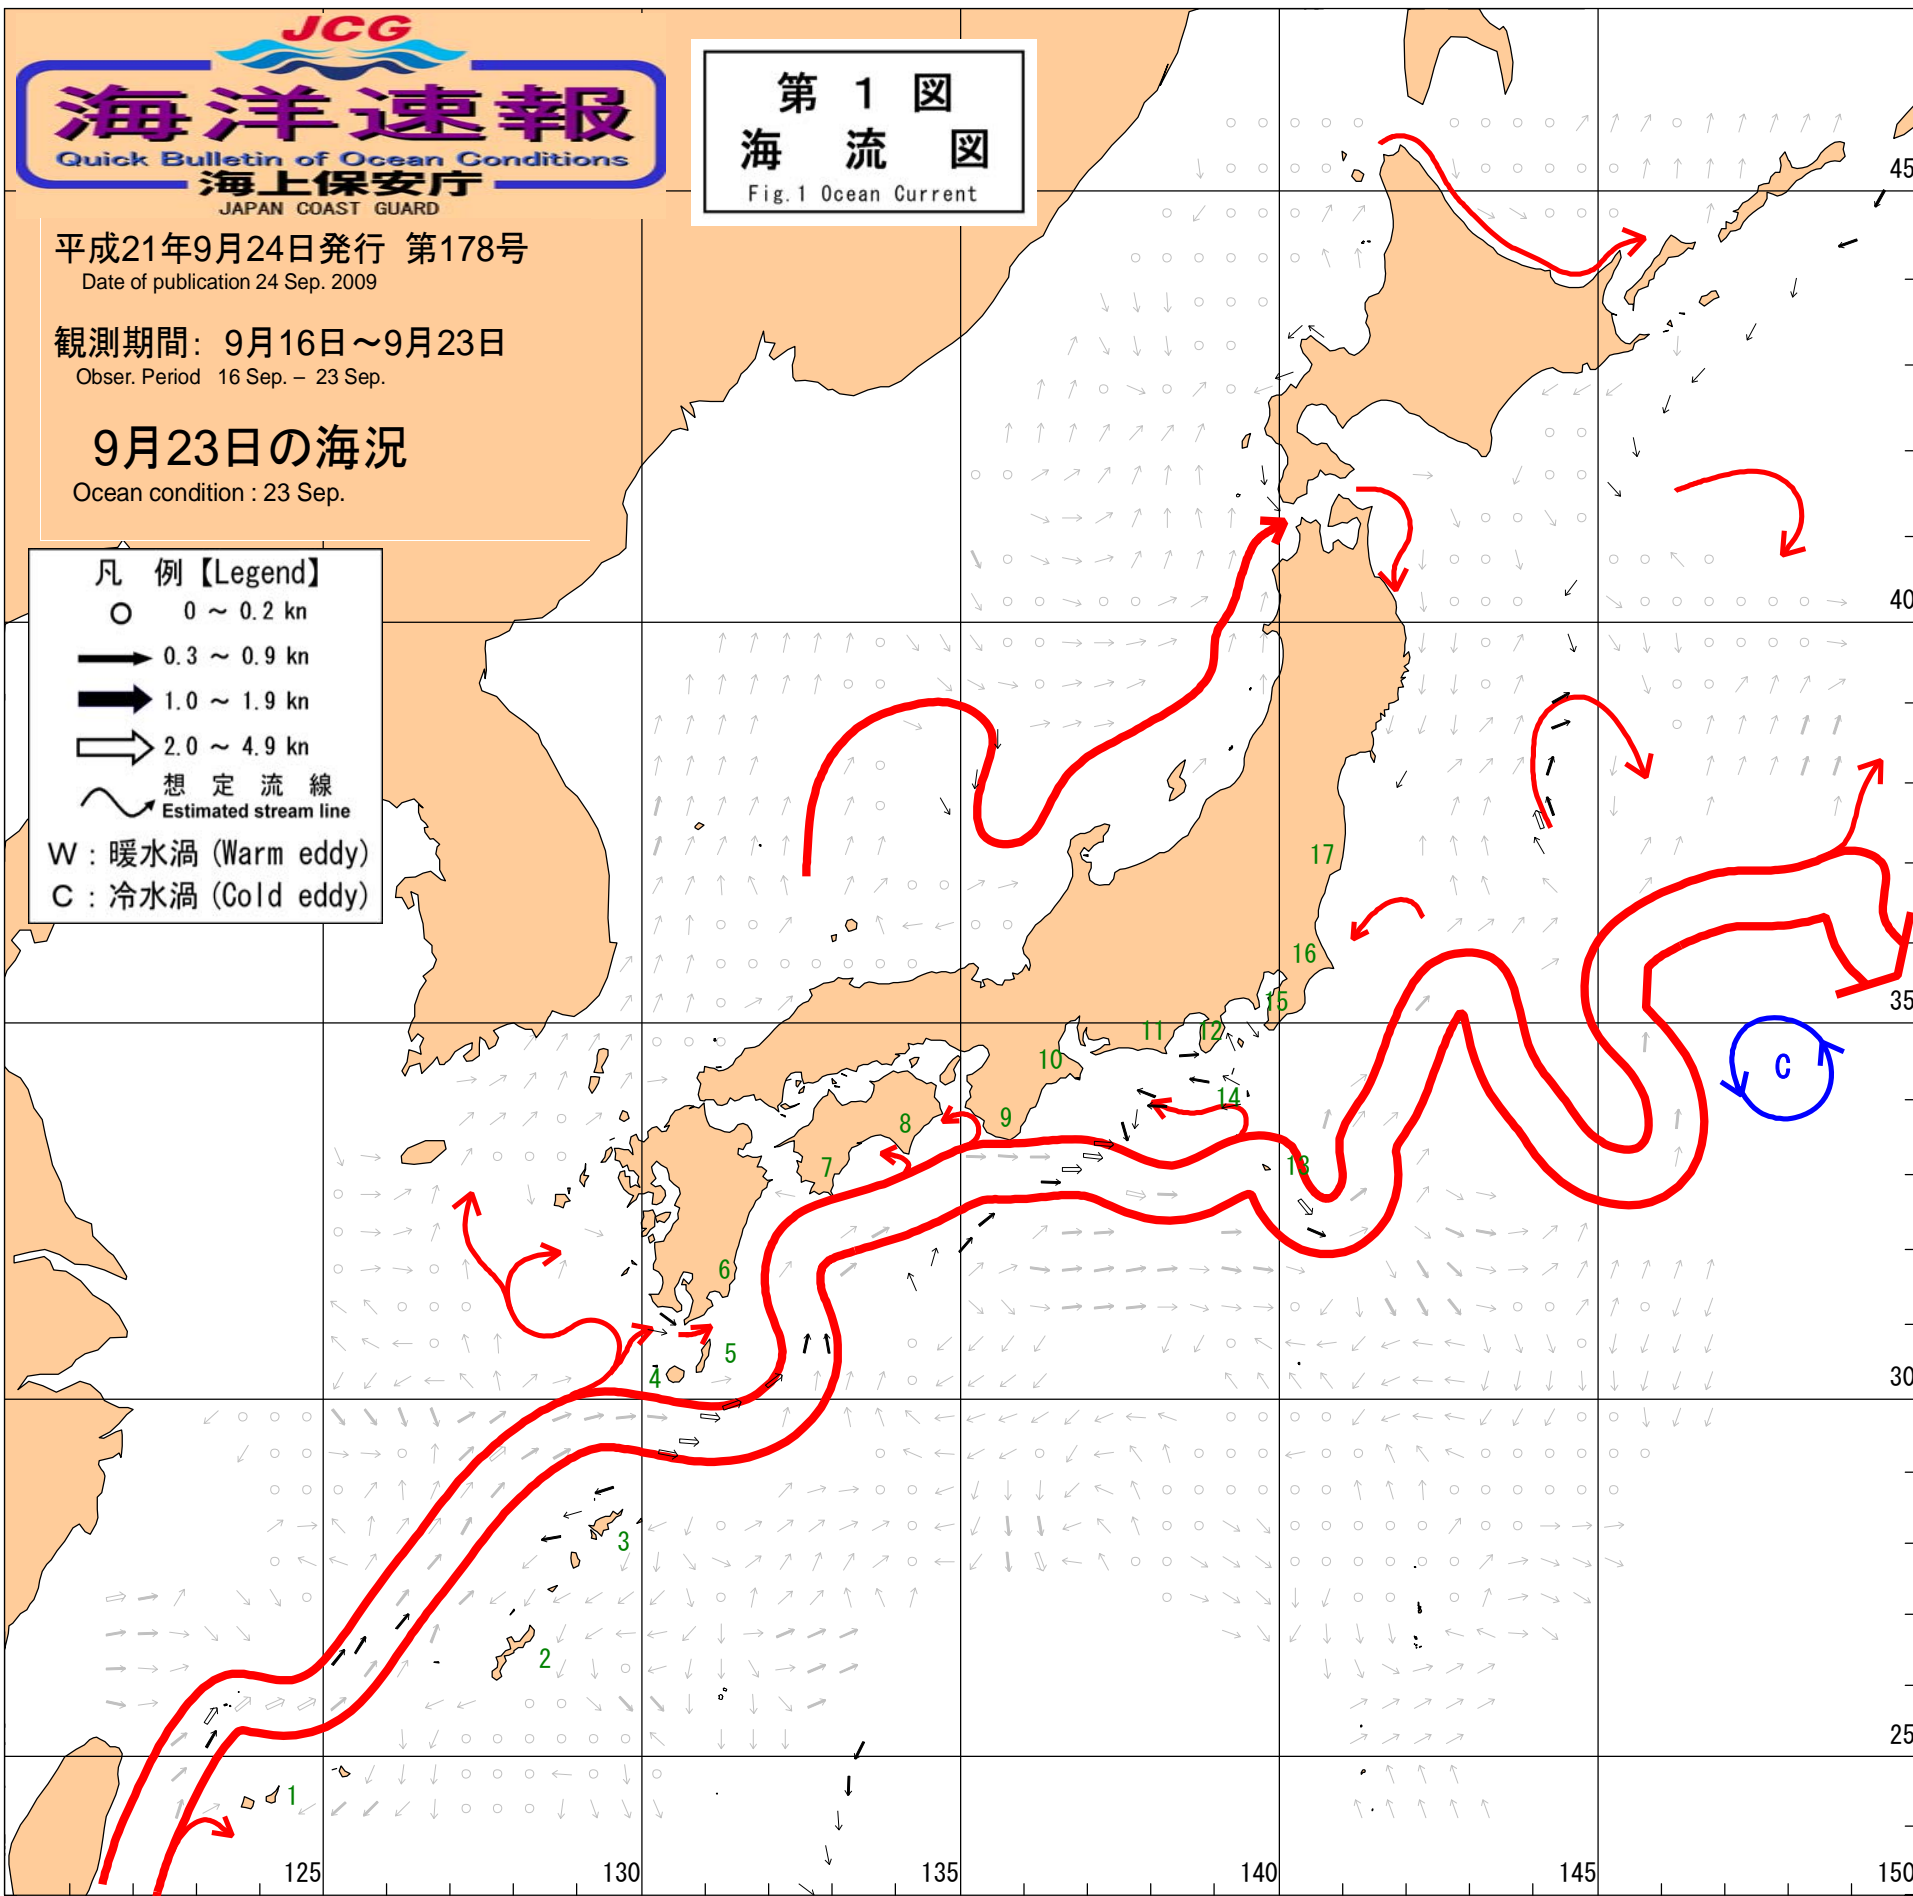 JCG
海洋速報
Quick Bulletin of Ocean Conditions
海上保安庁
JAPAN COAST GUARD
第 1 図
海 流 図
Fig.1 Ocean Current
平成21年9月24日発行 第178号
Date of publication 24 Sep. 2009
観測期間: 9月16日～9月23日
Obser. Period 16 Sep. – 23 Sep.
9月23日の海況
Ocean condition : 23 Sep.
凡 例【Legend】
0 ～ 0.2 kn
0.3 ～ 0.9 kn
1.0 ～ 1.9 kn
2.0 ～ 4.9 kn
想 定 流 線
Estimated stream line
W : 暖水渦 (Warm eddy)
C : 冷水渦 (Cold eddy)
45
40
17
16
35
15
12
11
10
C
14
9
8
7
13
6
5
4
30
3
2
25
1
125
130
135
140
145
150